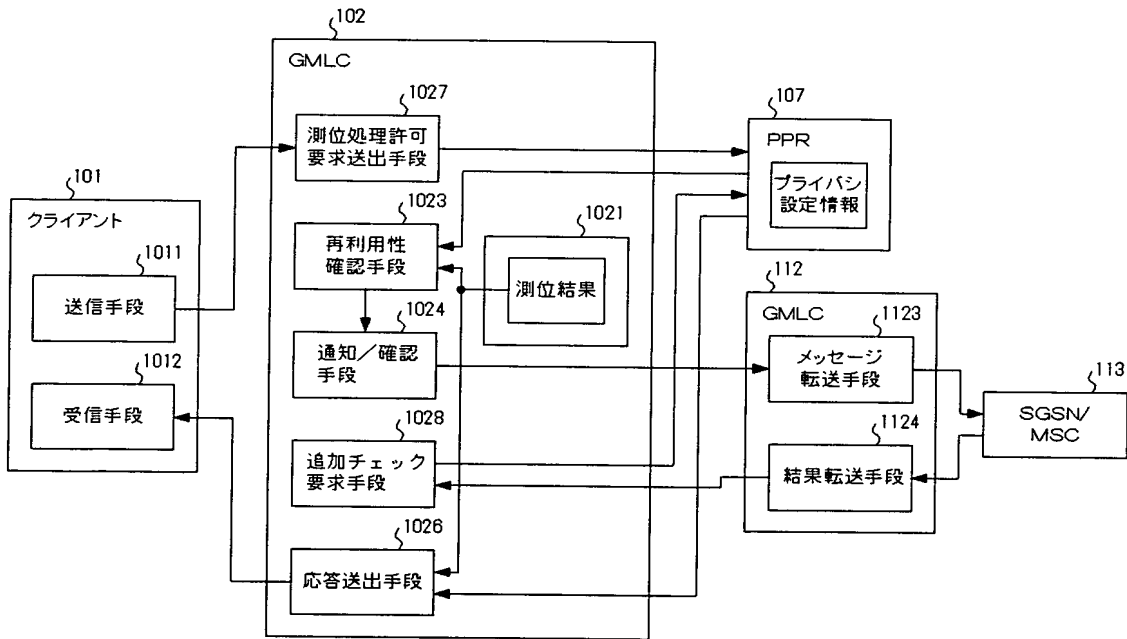 102
GMLC
1027
測位処理許可
要求送出手段
107
PPR
プライバシ
設定情報
101
クライアント
1011
送信手段
1012
受信手段
1023
再利用性
確認手段
1021
測位結果
1024
通知/確認
手段
1028
追加チェック
要求手段
1026
応答送出手段
112
GMLC
1123
メッセージ
転送手段
1124
結果転送手段
113
SGSN/
MSC